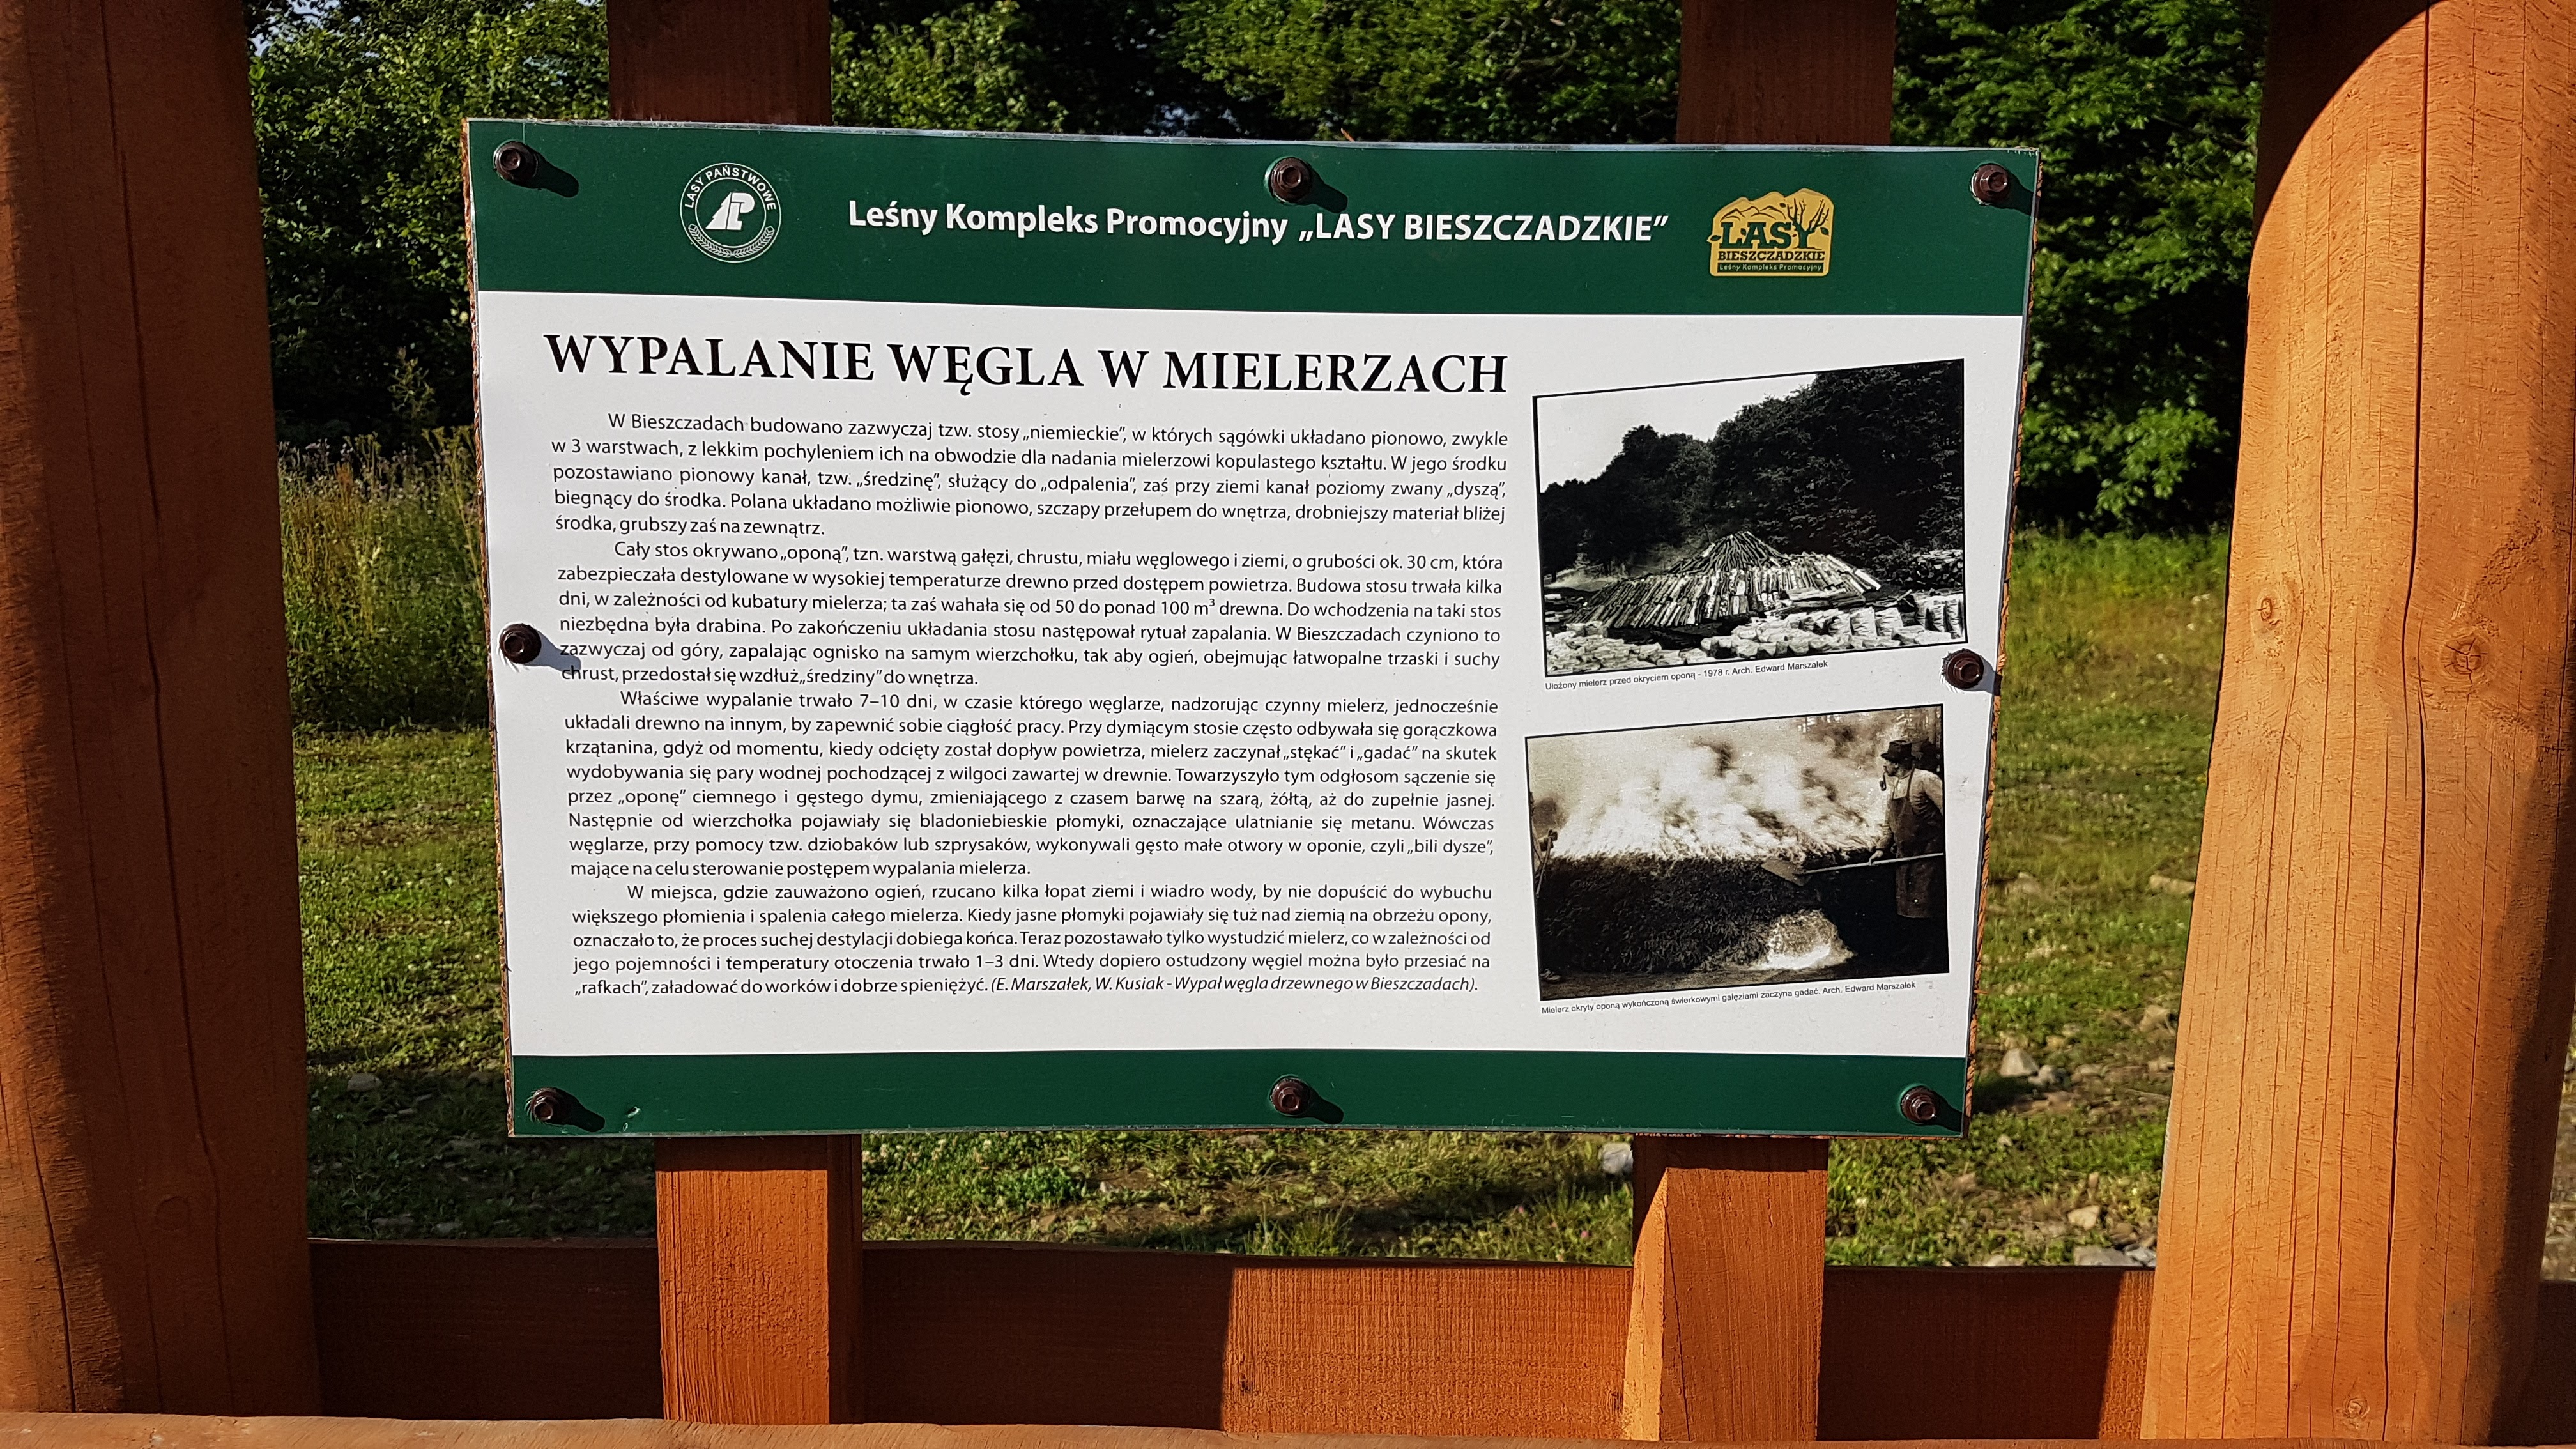 LASY PAŃSTWOWE
Leśny Kompleks Promocyjny „LASY BIESZCZADZKIE”
LASY
BIESZCZADZKIE
Leśny Kompleks Promocyjny
WYPALANIE WĘGLA W MIELERZACH
W Bieszczadach budowano zazwyczaj tzw. stosy „niemieckie”, w których sągówki układano pionowo, zwykle
w 3 warstwach, z lekkim pochyleniem ich na obwodzie dla nadania mielerzowi kopulastego kształtu. W jego środku
pozostawiano pionowy kanał, tzw. „średzinę”, służący do „odpalenia”, zaś przy ziemi kanał poziomy zwany „dyszą”,
biegnący do środka. Polana układano możliwie pionowo, szczapy przełupem do wnętrza, drobniejszy materiał bliżej
środka, grubszy zaś na zewnątrz.
Cały stos okrywano „oponą”, tzn. warstwą gałęzi, chrustu, miału węglowego i ziemi, o grubości ok. 30 cm, która
zabezpieczała destylowane w wysokiej temperaturze drewno przed dostępem powietrza. Budowa stosu trwała kilka
dni, w zależności od kubatury mielerza; ta zaś wahała się od 50 do ponad 100 m³ drewna. Do wchodzenia na taki stos
niezbędna była drabina. Po zakończeniu układania stosu następował rytuał zapalania. W Bieszczadach czyniono to
zazwyczaj od góry, zapalając ognisko na samym wierzchołku, tak aby ogień, obejmując łatwopalne trzaski i suchy
chrust, przedostał się wzdłuż „średziny” do wnętrza.
Właściwe wypalanie trwało 7–10 dni, w czasie którego węglarze, nadzorując czynny mielerz, jednocześnie
układali drewno na innym, by zapewnić sobie ciągłość pracy. Przy dymiącym stosie często odbywała się gorączkowa
krzątanina, gdyż od momentu, kiedy odcięty został dopływ powietrza, mielerz zaczynał „stękać” i „gadać” na skutek
wydobywania się pary wodnej pochodzącej z wilgoci zawartej w drewnie. Towarzyszyło tym odgłosom sączenie się
przez „oponę” ciemnego i gęstego dymu, zmieniającego z czasem barwę na szarą, żółtą, aż do zupełnie jasnej.
Następnie od wierzchołka pojawiały się bladoniebieskie płomyki, oznaczające ulatnianie się metanu. Wówczas
węglarze, przy pomocy tzw. dziobaków lub szprysaków, wykonywali gęsto małe otwory w oponie, czyli „bili dysze”,
mające na celu sterowanie postępem wypalania mielerza.
W miejsca, gdzie zauważono ogień, rzucano kilka łopat ziemi i wiadro wody, by nie dopuścić do wybuchu
większego płomienia i spalenia całego mielerza. Kiedy jasne płomyki pojawiały się tuż nad ziemią na obrzeżu opony,
oznaczało to, że proces suchej destylacji dobiega końca. Teraz pozostawało tylko wystudzić mielerz, co w zależności od
jego pojemności i temperatury otoczenia trwało 1–3 dni. Wtedy dopiero ostudzony węgiel można było przesiać na
„rafkach”, załadować do worków i dobrze spieniężyć. (E. Marszałek, W. Kusiak - Wypał węgla drzewnego w Bieszczadach).
Ułożony mielerz przed okryciem oponą - 1978 r. Arch. Edward Marszałek
Mielerz okryty oponą wykończoną świerkowymi gałęziami zaczyna gadać. Arch. Edward Marszałek